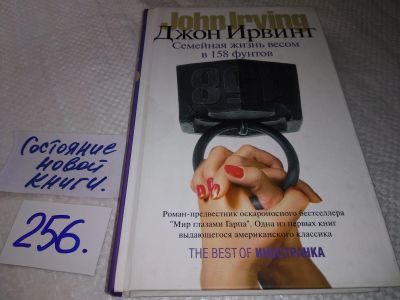 John Irving
Джон Ирвинг
Семейная жизнь весом
в 158 фунтов
Роман-предвестник оскароносного бестселлера
"Мир глазами Гарпа". Одна из первых книг
выдающегося американского классика
THE BEST OF ИНОСТРАНКА
Состояние
новой
книги.
256.